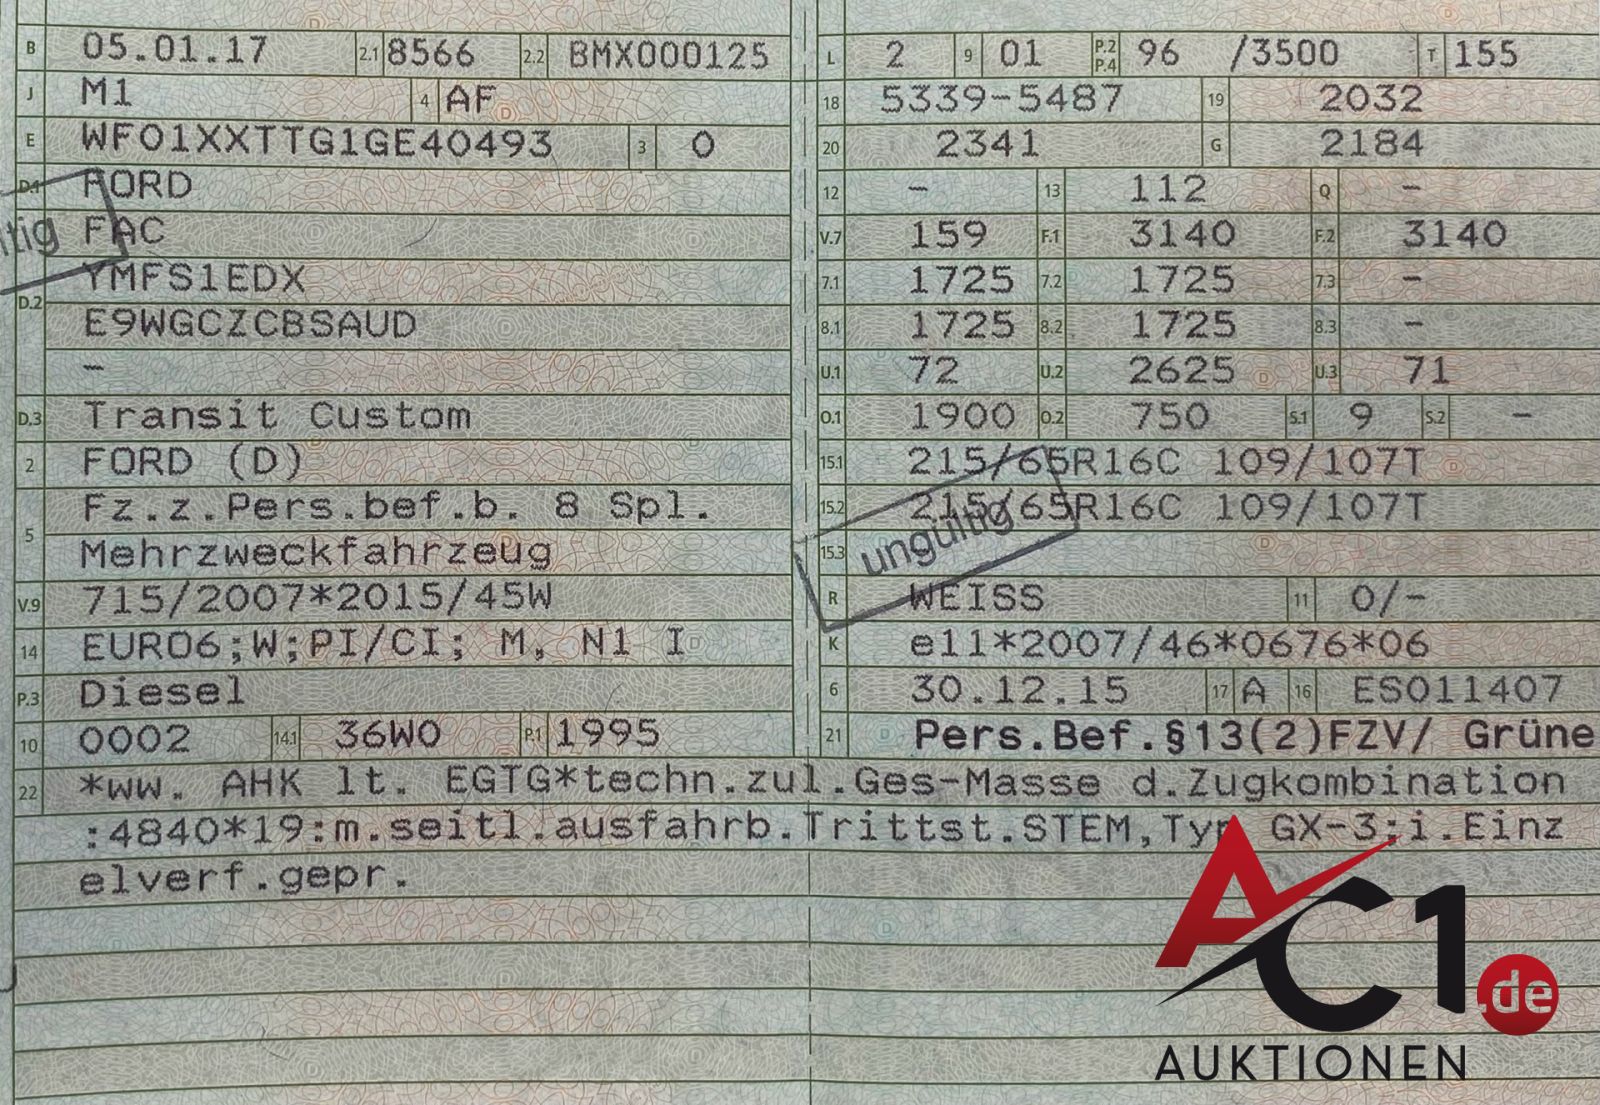 B 05.01.17 2.1 8566 2.2 BMX000125
J M1 4 AF
E WF01XXTTG1GE40493 3 0
D.1 FORD
ltig
FAC
YMFS1EDX
D.2
E9WGCZCBSAUD
-
D.3 Transit Custom
2 FORD (D)
Fz.z.Pers.bef.b. 8 Spl.
5
Mehrzweckfahrzeug
V.9 715/2007*2015/45W
14 EURO6;W;PI/CI; M, N1 I
P.3 Diesel
10 0002 14.1 36W0 P.1 1995
L 2 9 01 P.2 P.4 96 /3500 T 155
18 5339-5487 19 2032
20 2341 G 2184
12 - 13 112 Q -
V.7 159 F.1 3140 F.2 3140
7.1 1725 7.2 1725 7.3 -
8.1 1725 8.2 1725 8.3 -
U.1 72 U.2 2625 U.3 71
O.1 1900 O.2 750 S.1 9 S.2 -
15.1 215/65R16C 109/107T
15.2 215/65R16C 109/107T
15.3
ungültig
R WEISS 11 0/-
K e11*2007/46*0676*06
6 30.12.15 17 A 16 ES011407
21 Pers.Bef.§13(2)FZV/ Grüne
22 *ww. AHK lt. EGTG*techn.zul.Ges-Masse d.Zugkombination
:4840*19:m.seitl.ausfahrb.Trittst.STEM,Typ GX-3;i.Einz
elverf.gepr.
AC1.de
AUKTIONEN